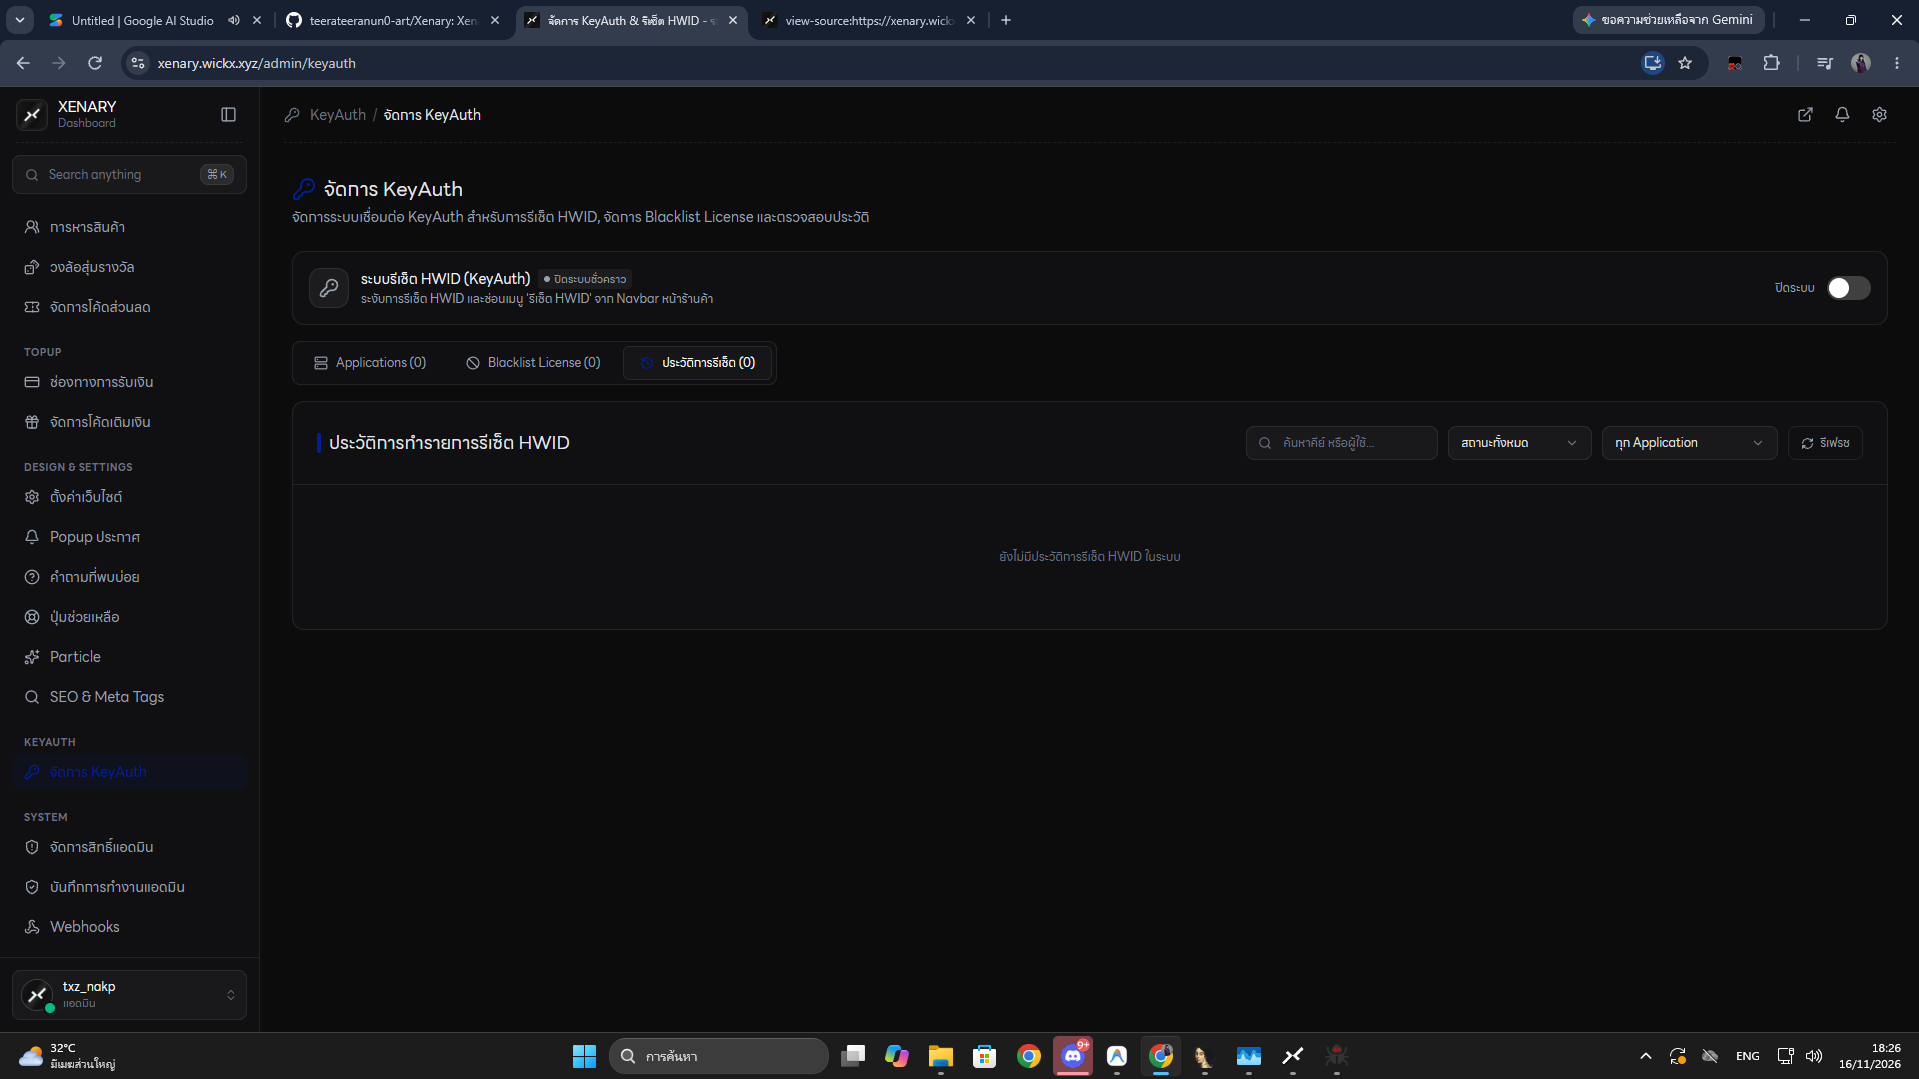 Untitled | Google AI Studio
teerateeranun0-art/Xenary: Xen
จัดการ KeyAuth & รีเซ็ต HWID - ร
view-source:https://xenary.wick
ขอความช่วยเหลือจาก Gemini
xenary.wickx.xyz/admin/keyauth
XENARY
Dashboard
Search anything
⌘ K
การหารสินค้า
วงล้อสุ่มรางวัล
จัดการโค้ดส่วนลด
TOPUP
ช่องทางการรับเงิน
จัดการโค้ดเติมเงิน
DESIGN & SETTINGS
ตั้งค่าเว็บไซต์
Popup ประกาศ
คำถามที่พบบ่อย
ปุ่มช่วยเหลือ
Particle
SEO & Meta Tags
KEYAUTH
จัดการ KeyAuth
SYSTEM
จัดการสิทธิ์แอดมิน
บันทึกการทำงานแอดมิน
Webhooks
txz_nakp
แอดมิน
KeyAuth / จัดการ KeyAuth
จัดการ KeyAuth
จัดการระบบเชื่อมต่อ KeyAuth สำหรับการรีเซ็ต HWID, จัดการ Blacklist License และตรวจสอบประวัติ
ระบบรีเซ็ต HWID (KeyAuth) ปิดระบบชั่วคราว
ระงับการรีเซ็ต HWID และซ่อนเมนู 'รีเซ็ต HWID' จาก Navbar หน้าร้านค้า
ปิดระบบ
Applications (0)
Blacklist License (0)
ประวัติการรีเซ็ต (0)
ประวัติการทำรายการรีเซ็ต HWID
ค้นหาคีย์ หรือผู้ใช้...
สถานะทั้งหมด
ทุก Application
รีเฟรช
ยังไม่มีประวัติการรีเซ็ต HWID ในระบบ
32°C
มีเมฆส่วนใหญ่
การค้นหา
9+
ENG
18:26
16/11/2026